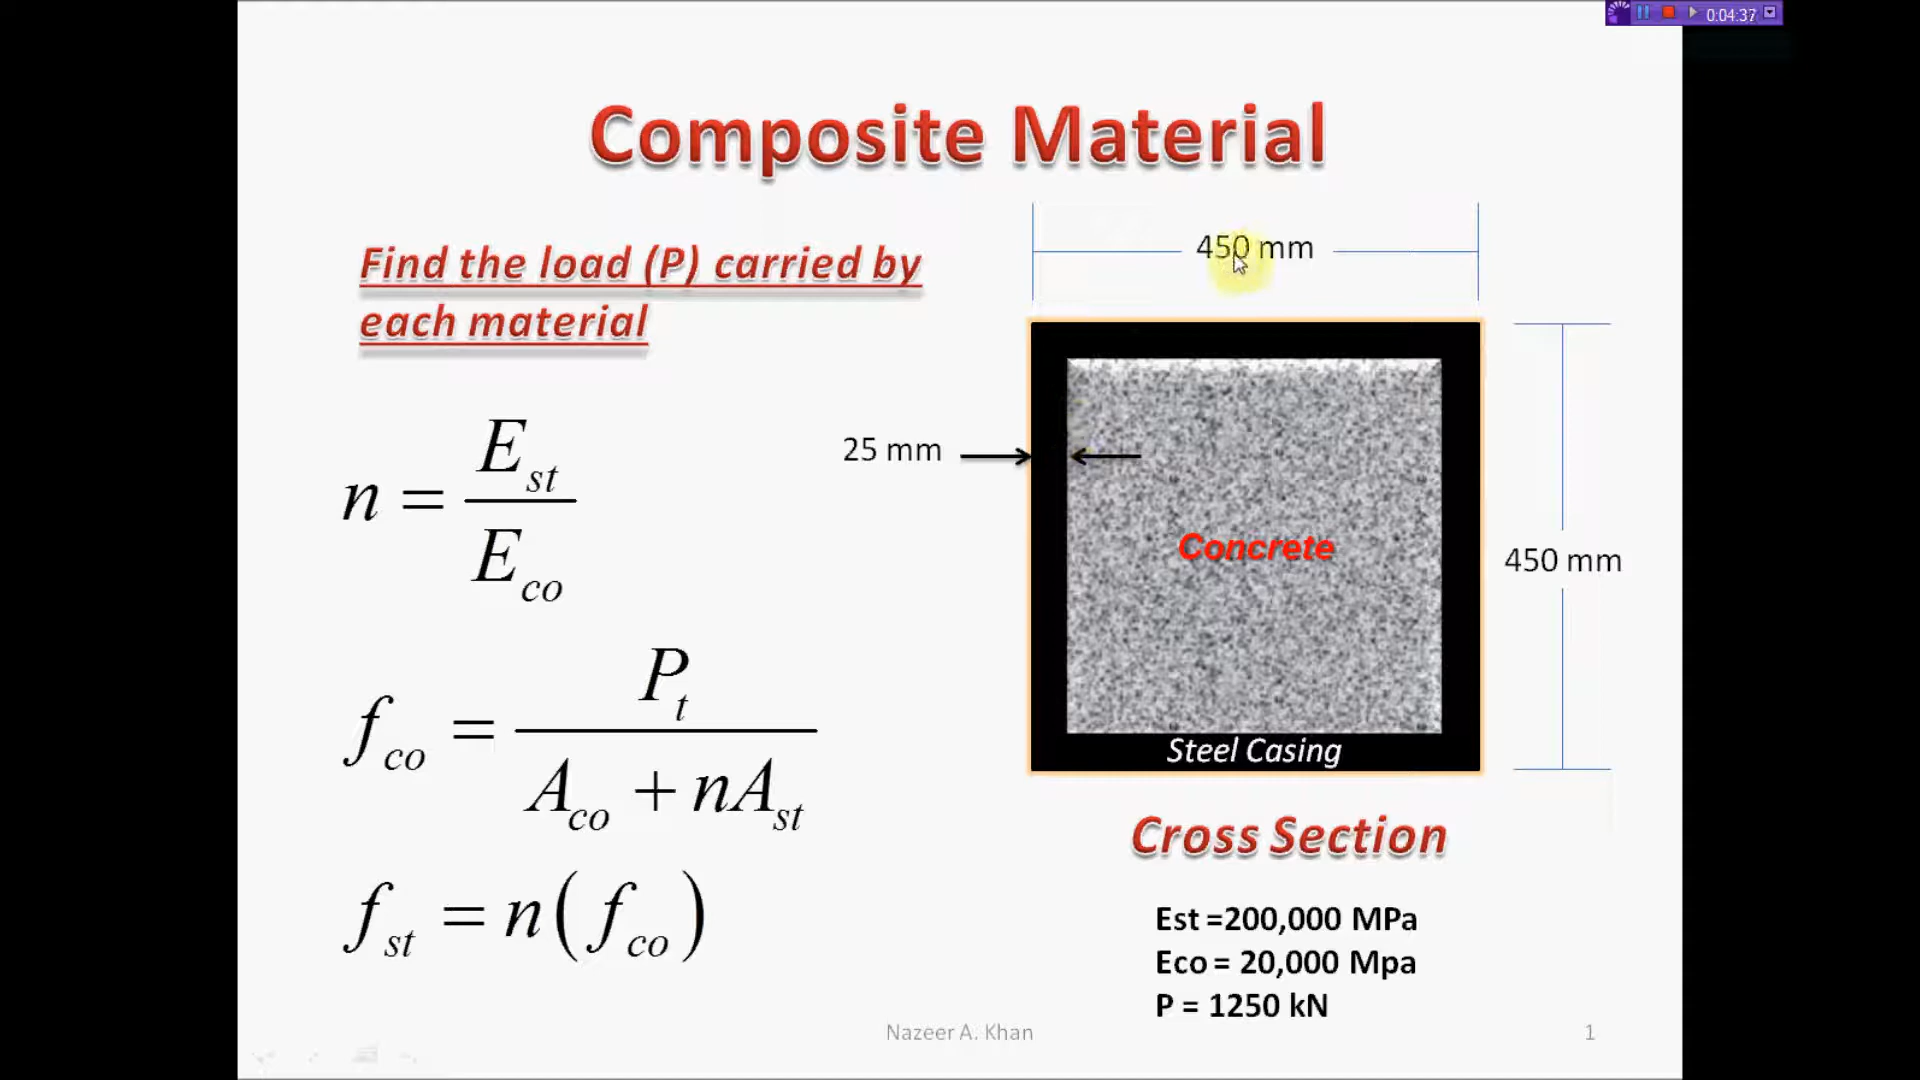 0:04:37
Composite Material
Find the load (P) carried by
each material
450 mm
25 mm
Concrete
450 mm
Steel Casing
Cross Section
n = E_st / E_co
f_co = P_t / (A_co + nA_st)
f_st = n(f_co)
Est =200,000 MPa
Eco = 20,000 Mpa
P = 1250 kN
Nazeer A. Khan
1